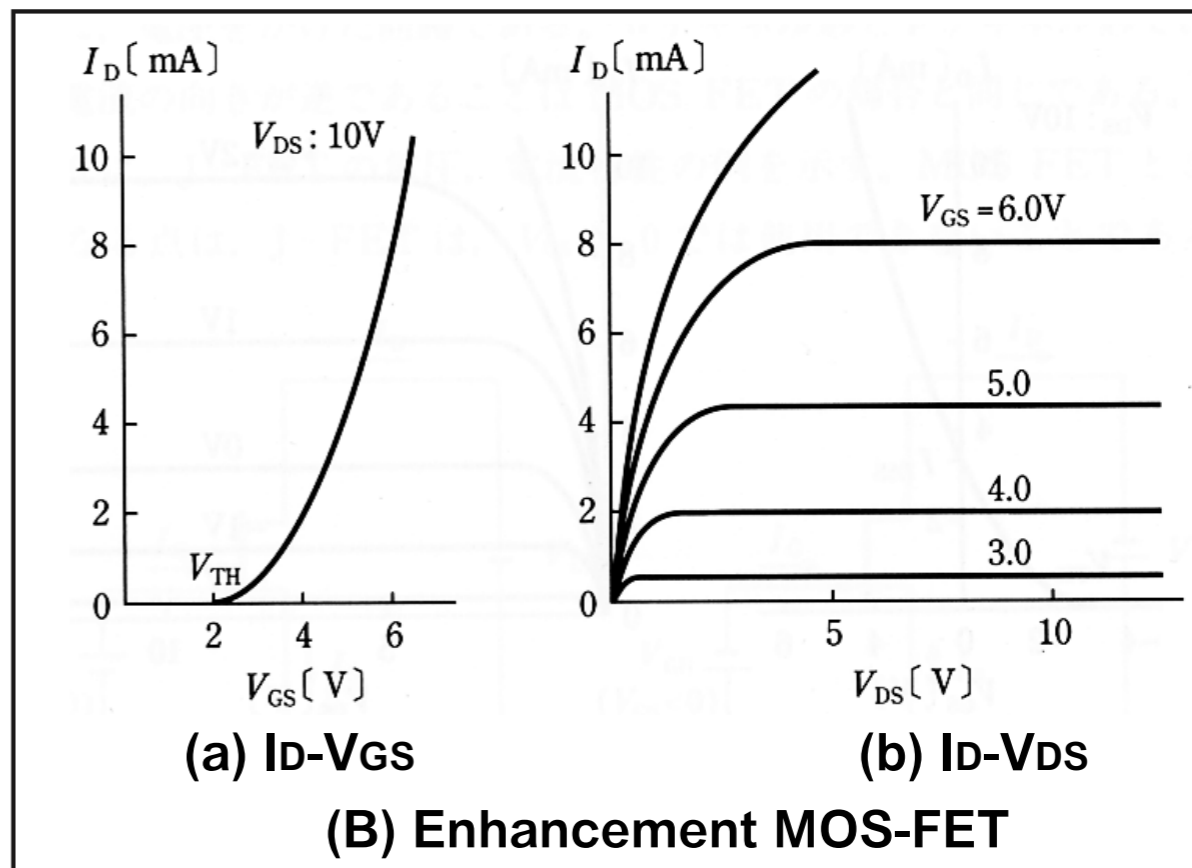 I_D〔mA〕
V_DS : 10V
10
8
6
4
2
0
V_TH
2 4 6
V_GS〔V〕
(a) ID-VGS
I_D〔mA〕
10
8
6
4
2
0
V_GS = 6.0V
5.0
4.0
3.0
5 10
V_DS〔V〕
(b) ID-VDS
(B) Enhancement MOS-FET